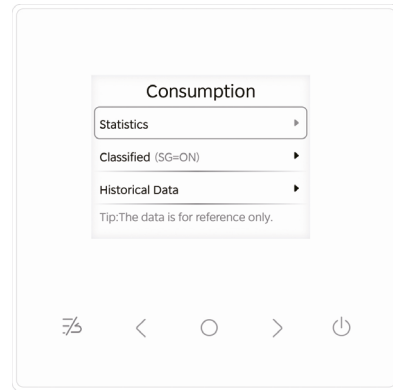 Consumption
Statistics
Classified (SG=ON)
Historical Data
Tip:The data is for reference only.